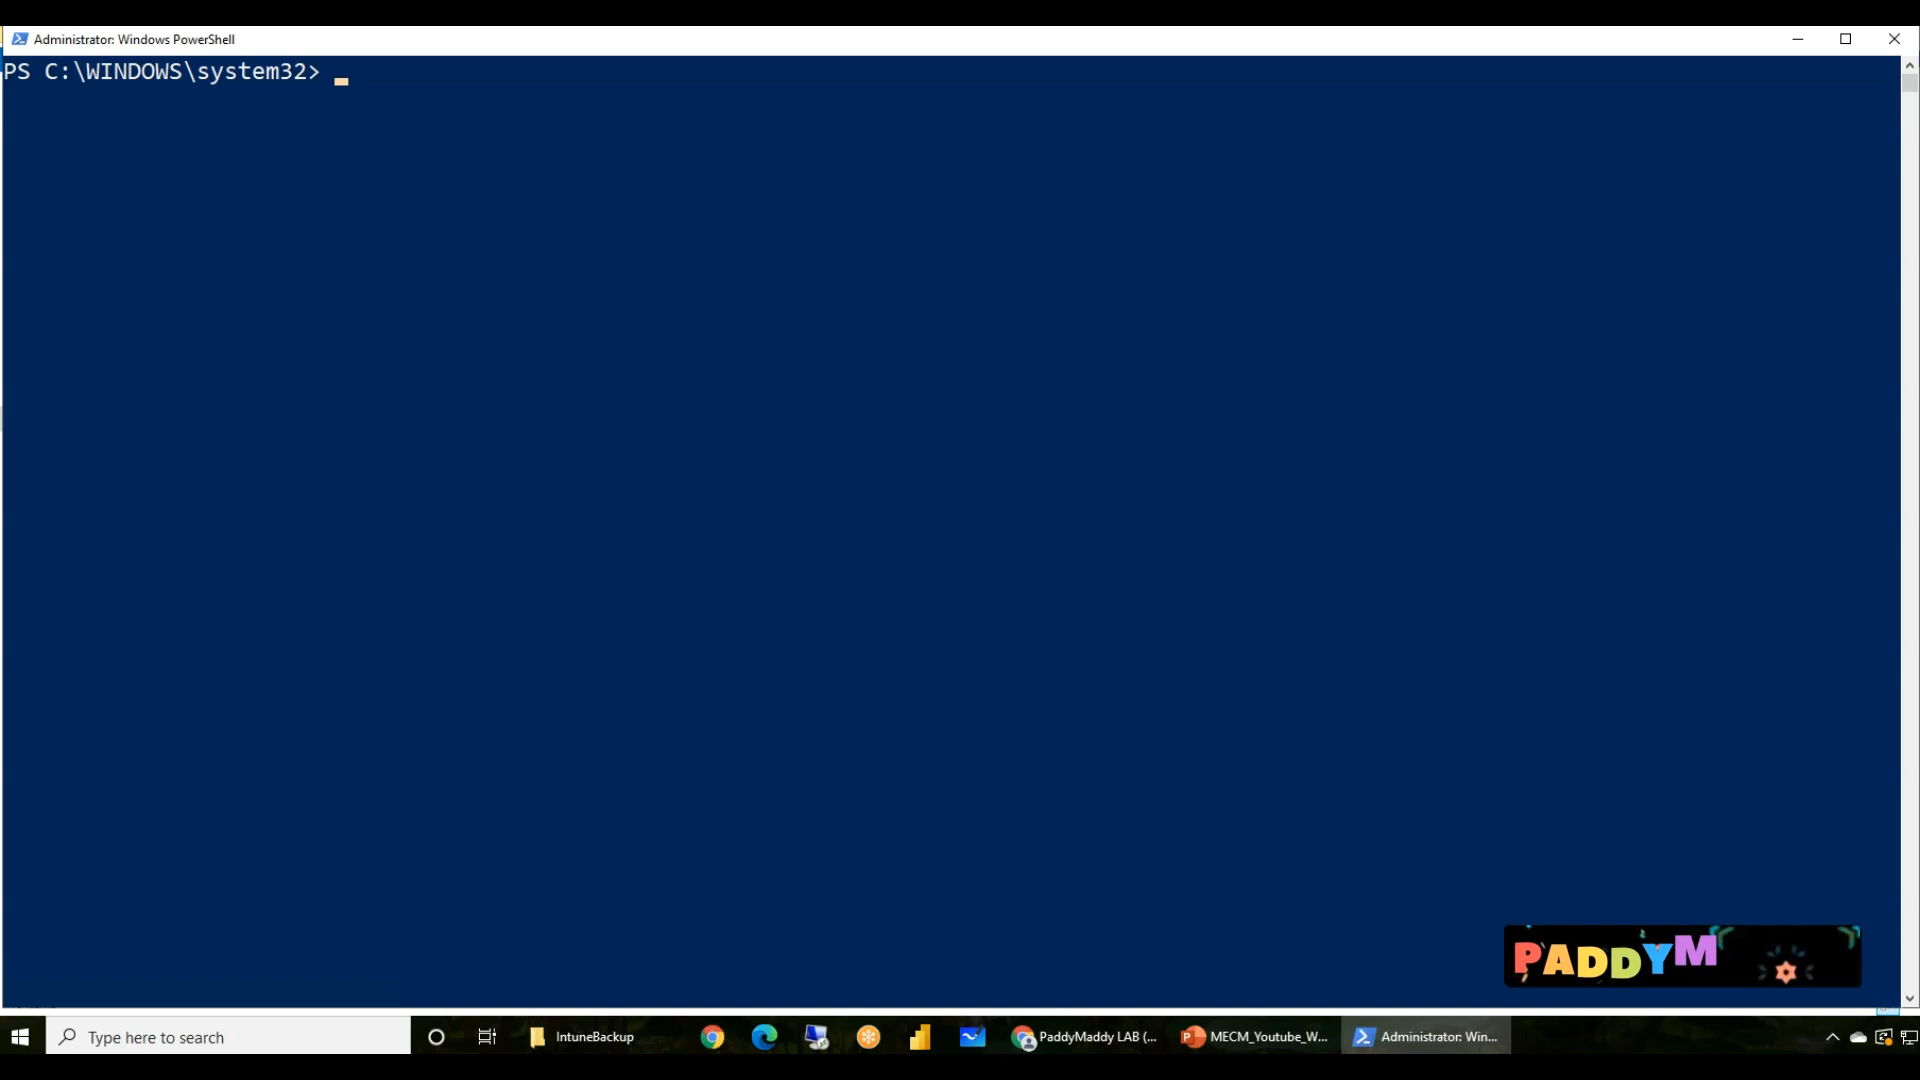 Administrator: Windows PowerShell
PS C:\WINDOWS\system32>
PADDYM
Type here to search
IntuneBackup
PaddyMaddy LAB (...
MECM_Youtube_W...
Administrator: Win...